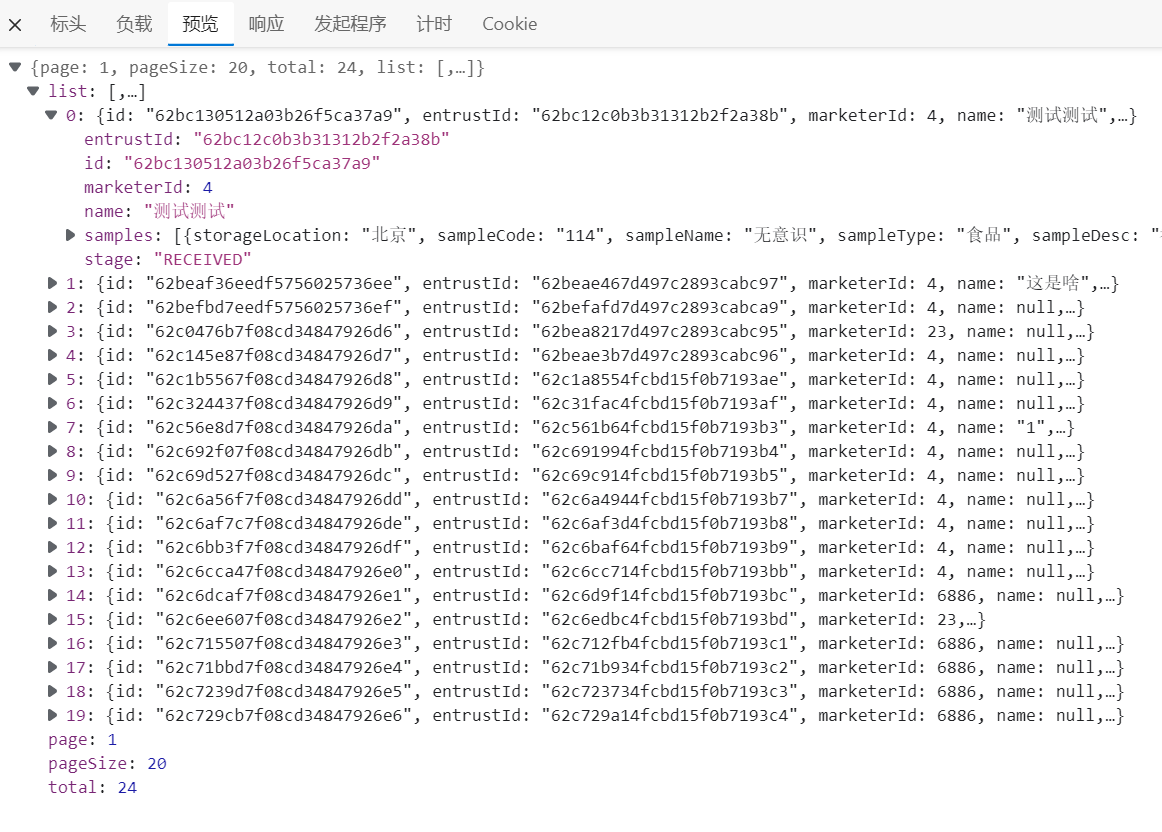 标头 负载 预览 响应 发起程序 计时 Cookie
{page: 1, pageSize: 20, total: 24, list: [,…]}
list: [,…]
0: {id: "62bc130512a03b26f5ca37a9", entrustId: "62bc12c0b3b31312b2f2a38b", marketerId: 4, name: "测试测试",…}
entrustId: "62bc12c0b3b31312b2f2a38b"
id: "62bc130512a03b26f5ca37a9"
marketerId: 4
name: "测试测试"
samples: [{storageLocation: "北京", sampleCode: "114", sampleName: "无意识", sampleType: "食品", sampleDesc: "
stage: "RECEIVED"
1: {id: "62beaf36eedf5756025736ee", entrustId: "62beae467d497c2893cabc97", marketerId: 4, name: "这是啥",…}
2: {id: "62befbd7eedf5756025736ef", entrustId: "62befafd7d497c2893cabca9", marketerId: 4, name: null,…}
3: {id: "62c0476b7f08cd34847926d6", entrustId: "62bea8217d497c2893cabc95", marketerId: 23, name: null,…}
4: {id: "62c145e87f08cd34847926d7", entrustId: "62beae3b7d497c2893cabc96", marketerId: 4, name: null,…}
5: {id: "62c1b5567f08cd34847926d8", entrustId: "62c1a8554fcbd15f0b7193ae", marketerId: 4, name: null,…}
6: {id: "62c324437f08cd34847926d9", entrustId: "62c31fac4fcbd15f0b7193af", marketerId: 4, name: null,…}
7: {id: "62c56e8d7f08cd34847926da", entrustId: "62c561b64fcbd15f0b7193b3", marketerId: 4, name: "1",…}
8: {id: "62c692f07f08cd34847926db", entrustId: "62c691994fcbd15f0b7193b4", marketerId: 4, name: null,…}
9: {id: "62c69d527f08cd34847926dc", entrustId: "62c69c914fcbd15f0b7193b5", marketerId: 4, name: null,…}
10: {id: "62c6a56f7f08cd34847926dd", entrustId: "62c6a4944fcbd15f0b7193b7", marketerId: 4, name: null,…}
11: {id: "62c6af7c7f08cd34847926de", entrustId: "62c6af3d4fcbd15f0b7193b8", marketerId: 4, name: null,…}
12: {id: "62c6bb3f7f08cd34847926df", entrustId: "62c6baf64fcbd15f0b7193b9", marketerId: 4, name: null,…}
13: {id: "62c6cca47f08cd34847926e0", entrustId: "62c6cc714fcbd15f0b7193bb", marketerId: 4, name: null,…}
14: {id: "62c6dcaf7f08cd34847926e1", entrustId: "62c6d9f14fcbd15f0b7193bc", marketerId: 6886, name: null,…}
15: {id: "62c6ee607f08cd34847926e2", entrustId: "62c6edbc4fcbd15f0b7193bd", marketerId: 23,…}
16: {id: "62c715507f08cd34847926e3", entrustId: "62c712fb4fcbd15f0b7193c1", marketerId: 6886, name: null,…}
17: {id: "62c71bbd7f08cd34847926e4", entrustId: "62c71b934fcbd15f0b7193c2", marketerId: 6886, name: null,…}
18: {id: "62c7239d7f08cd34847926e5", entrustId: "62c723734fcbd15f0b7193c3", marketerId: 6886, name: null,…}
19: {id: "62c729cb7f08cd34847926e6", entrustId: "62c729a14fcbd15f0b7193c4", marketerId: 6886, name: null,…}
page: 1
pageSize: 20
total: 24